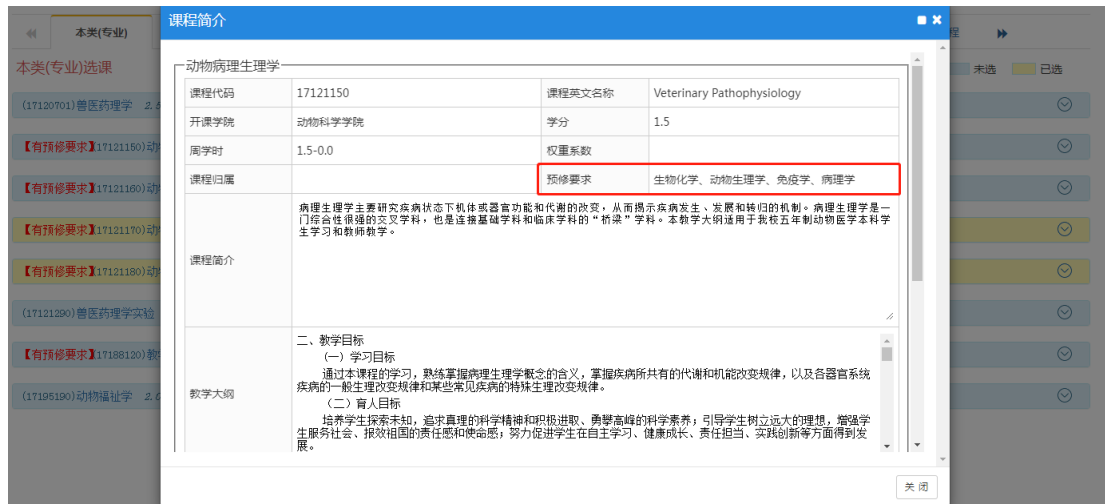 课程简介
本类(专业)
程
本类(专业)选课
未选
已选
(17120701)兽医药理学
【有预修要求】(17121150)动
【有预修要求】(17121160)动
【有预修要求】(17121170)动
【有预修要求】(17121180)动
(17121290)兽医药理学实验
【有预修要求】(17188120)教
(17195190)动物福祉学
动物病理生理学
课程代码 17121150 课程英文名称 Veterinary Pathophysiology
开课学院 动物科学学院 学分 1.5
周学时 1.5-0.0 权重系数
课程归属 预修要求 生物化学、动物生理学、免疫学、病理学
课程简介
病理生理学主要研究疾病状态下机体或器官功能和代谢的改变，从而揭示疾病发生、发展和转归的机制。病理生理学是一
门综合性很强的交叉学科，也是连接基础学科和临床学科的“桥梁”学科。本教学大纲适用于我校五年制动物医学本科学
生学习和教师教学。
教学大纲
二、教学目标
（一）学习目标
通过本课程的学习，熟练掌握病理生理学概念的含义，掌握疾病所共有的代谢和机能改变规律，以及各器官系统
疾病的一般生理改变规律和某些常见疾病的特殊生理改变规律。
（二）育人目标
培养学生探索未知，追求真理的科学精神和积极进取、勇攀高峰的科学素养；引导学生树立远大的理想，增强学
生服务社会、报效祖国的责任感和使命感；努力促进学生在自主学习、健康成长、责任担当、实践创新等方面得到发
展。
关闭